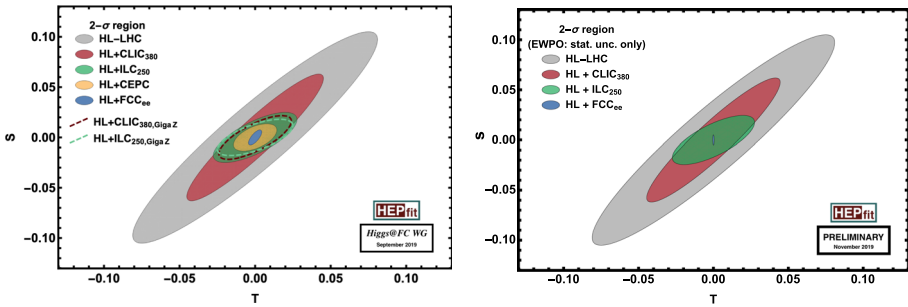 2-σ region
HL-LHC
HL+CLIC380
HL+ILC250
HL+CEPC
HL+FCCee
HL+CLIC380,Giga Z
HL+ILC250,Giga Z
0.10
0.05
0.00
-0.05
-0.10
S
-0.10 -0.05 0.00 0.05 0.10
T
HEPfit
Higgs@FC WG
September 2019
2-σ region
(EWPO: stat. unc. only)
HL-LHC
HL + CLIC380
HL + ILC250
HL + FCCee
0.10
0.05
0.00
-0.05
-0.10
S
-0.10 -0.05 0.00 0.05 0.10
T
HEPfit
PRELIMINARY
November 2019